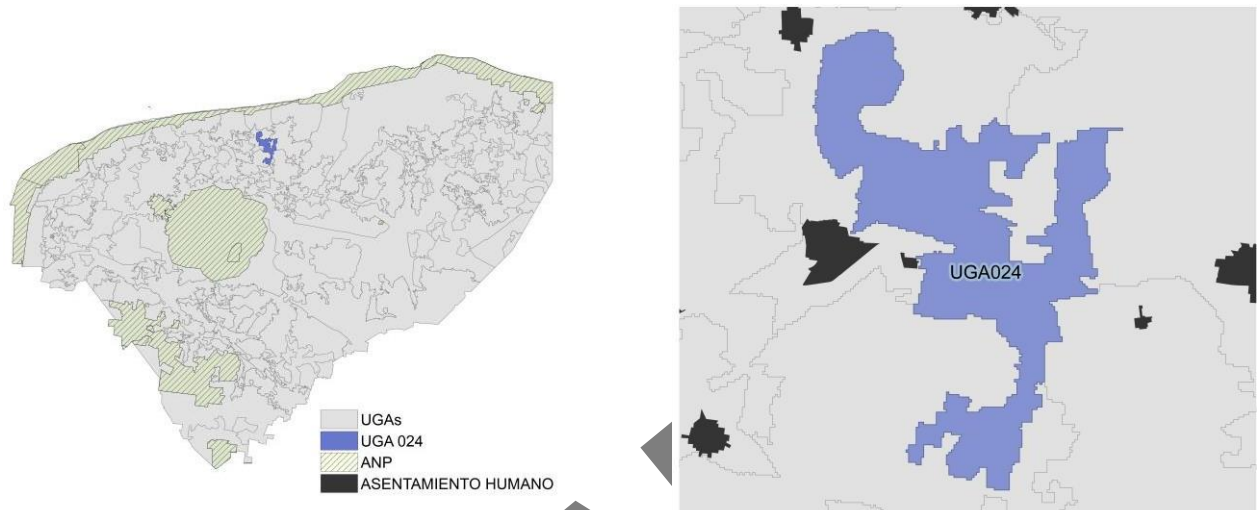 UGAs
UGA 024
ANP
ASENTAMIENTO HUMANO
UGA024